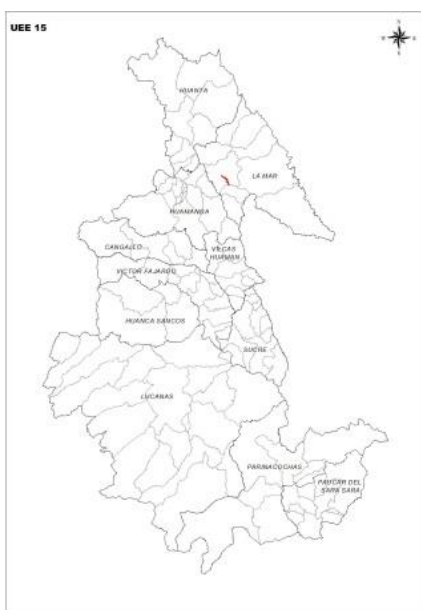 UEE 15
N
HUANTA
LA MAR
HUAMANGA
CANGALLO
VILCAS
HUAMAN
VICTOR FAJARDO
HUANCA SANCOS
SUCRE
LUCANAS
PARINACOCHAS
PAUCAR DEL
SARA SARA